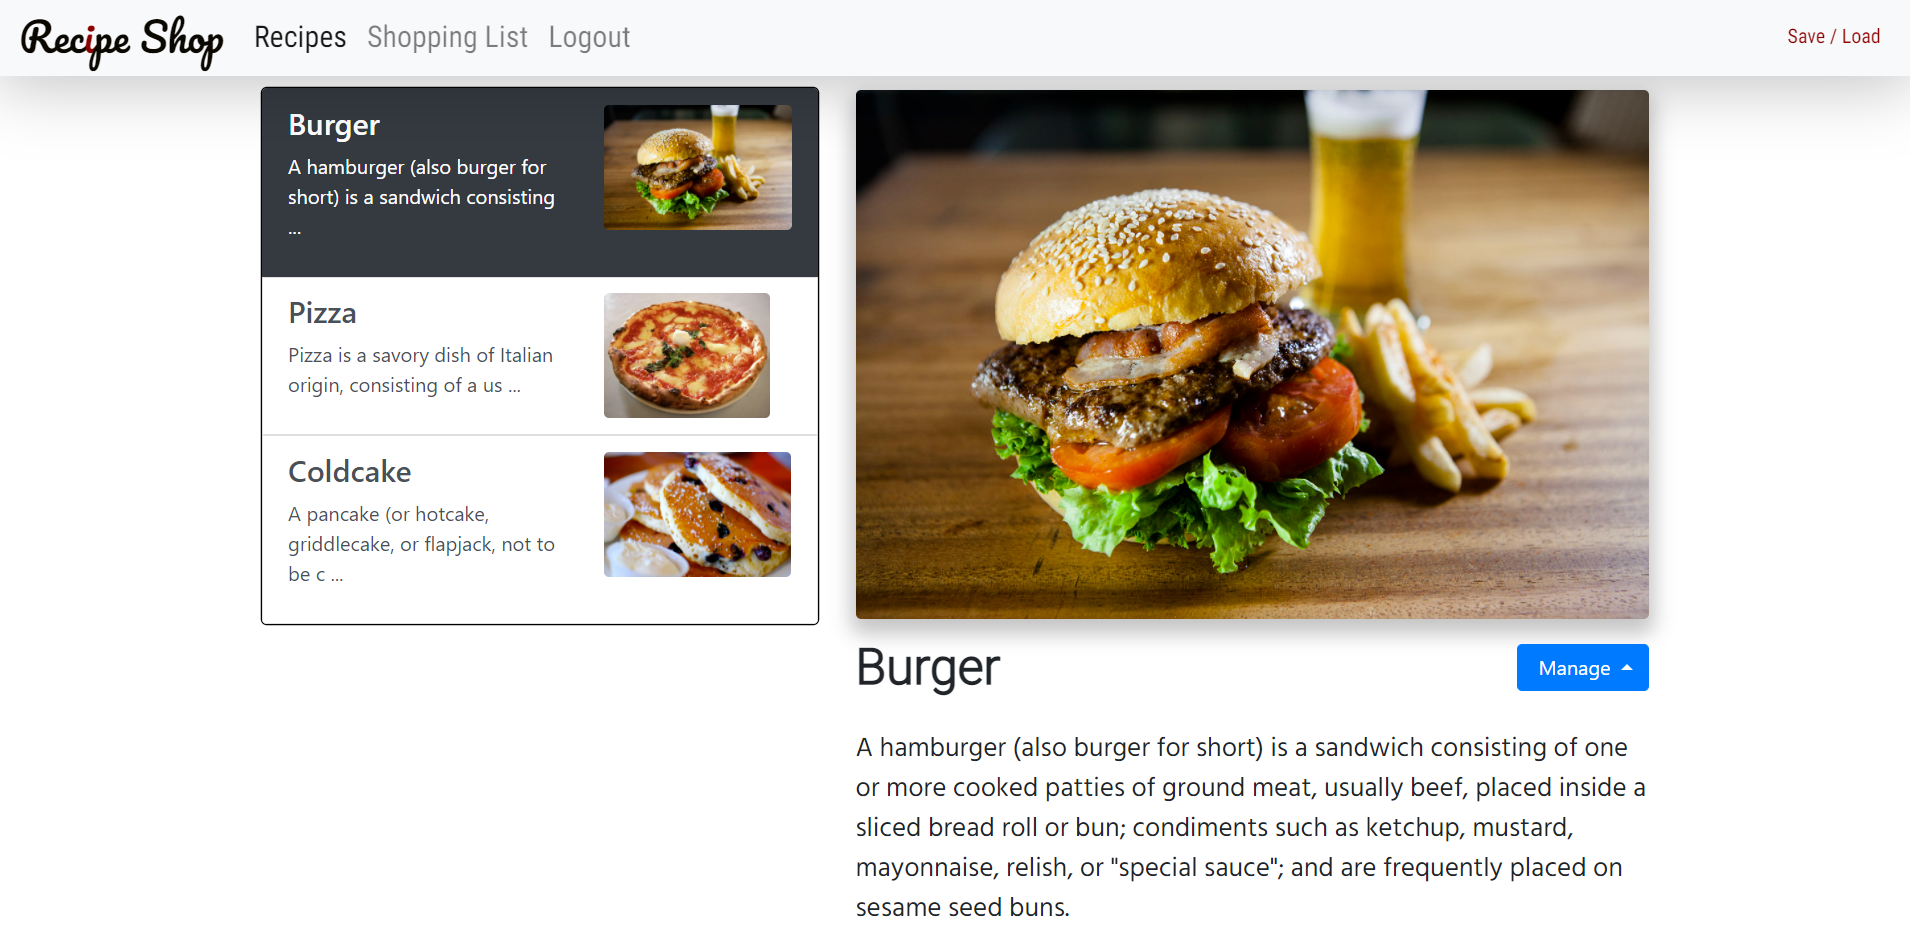 Recipe Shop Recipes Shopping List Logout Save / Load
Burger
A hamburger (also burger for
short) is a sandwich consisting
...
Pizza
Pizza is a savory dish of Italian
origin, consisting of a us ...
Coldcake
A pancake (or hotcake,
griddlecake, or flapjack, not to
be c ...
Burger
Manage
A hamburger (also burger for short) is a sandwich consisting of one
or more cooked patties of ground meat, usually beef, placed inside a
sliced bread roll or bun; condiments such as ketchup, mustard,
mayonnaise, relish, or "special sauce"; and are frequently placed on
sesame seed buns.